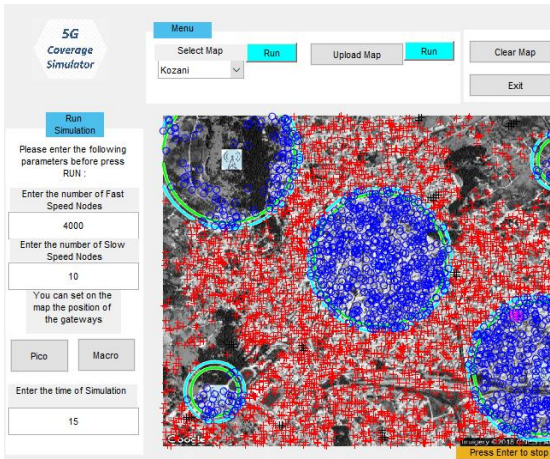 5G
Coverage
Simulator
Menu
Select Map
Run
Kozani
Upload Map
Run
Clear Map
Exit
Run
Simulation
Please enter the following
parameters before press
RUN :
Enter the number of Fast
Speed Nodes
4000
Enter the number of Slow
Speed Nodes
10
You can set on the
map the position of
the gateways
Pico
Macro
Enter the time of Simulation
15
Google
Imagery ©2018 CNES / A
Press Enter to stop